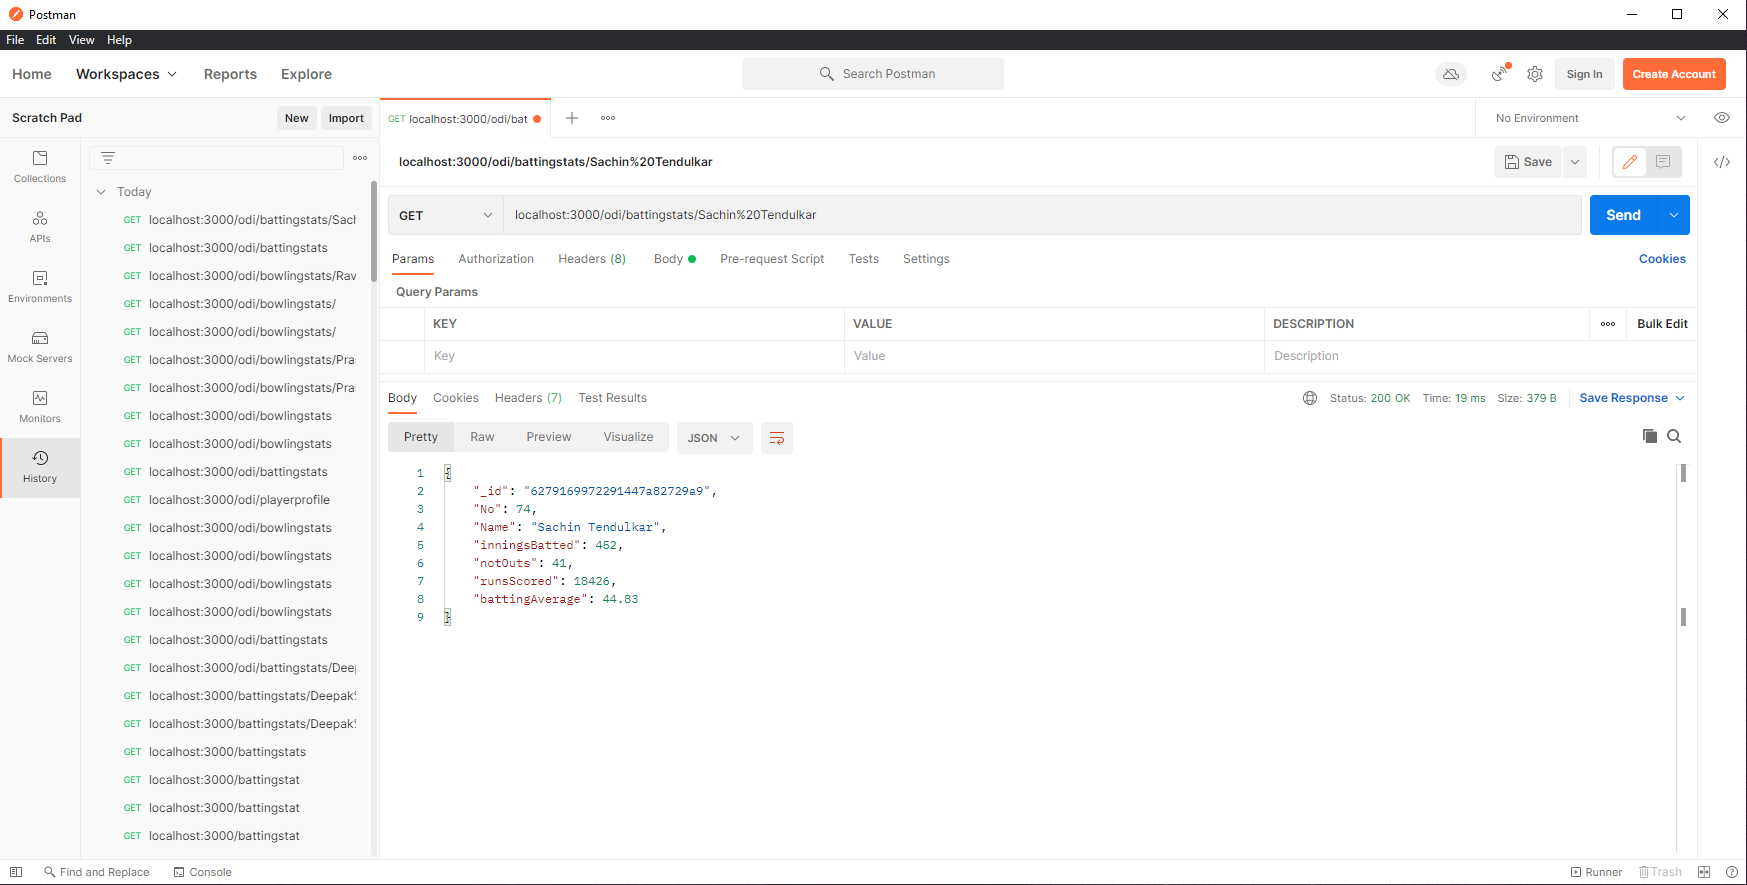 Postman
File Edit View Help
Home Workspaces Reports Explore Search Postman Sign In Create Account
Scratch Pad New Import GET localhost:3000/odi/bat No Environment
localhost:3000/odi/battingstats/Sachin%20Tendulkar Save
GET localhost:3000/odi/battingstats/Sachin%20Tendulkar Send
Params Authorization Headers (8) Body Pre-request Script Tests Settings Cookies
Query Params
KEY VALUE DESCRIPTION Bulk Edit
Key Value Description
Body Cookies Headers (7) Test Results Status: 200 OK Time: 19 ms Size: 379 B Save Response
Pretty Raw Preview Visualize JSON
1 {
2 "_id": "6279169972291447a82729a9",
3 "No": 74,
4 "Name": "Sachin Tendulkar",
5 "inningsBatted": 452,
6 "notOuts": 41,
7 "runsScored": 18426,
8 "battingAverage": 44.83
9 }
Collections
APIs
Environments
Mock Servers
Monitors
History
Today
GET localhost:3000/odi/battingstats/Sach
GET localhost:3000/odi/battingstats
GET localhost:3000/odi/bowlingstats/Rav
GET localhost:3000/odi/bowlingstats/
GET localhost:3000/odi/bowlingstats/
GET localhost:3000/odi/bowlingstats/Pra
GET localhost:3000/odi/bowlingstats/Pra
GET localhost:3000/odi/bowlingstats
GET localhost:3000/odi/bowlingstats
GET localhost:3000/odi/battingstats
GET localhost:3000/odi/playerprofile
GET localhost:3000/odi/bowlingstats
GET localhost:3000/odi/bowlingstats
GET localhost:3000/odi/bowlingstats
GET localhost:3000/odi/bowlingstats
GET localhost:3000/odi/battingstats
GET localhost:3000/odi/battingstats/Deep
GET localhost:3000/battingstats/Deepak%
GET localhost:3000/battingstats/Deepak%
GET localhost:3000/battingstats
GET localhost:3000/battingstat
GET localhost:3000/battingstat
GET localhost:3000/battingstat
Find and Replace Console Runner Trash